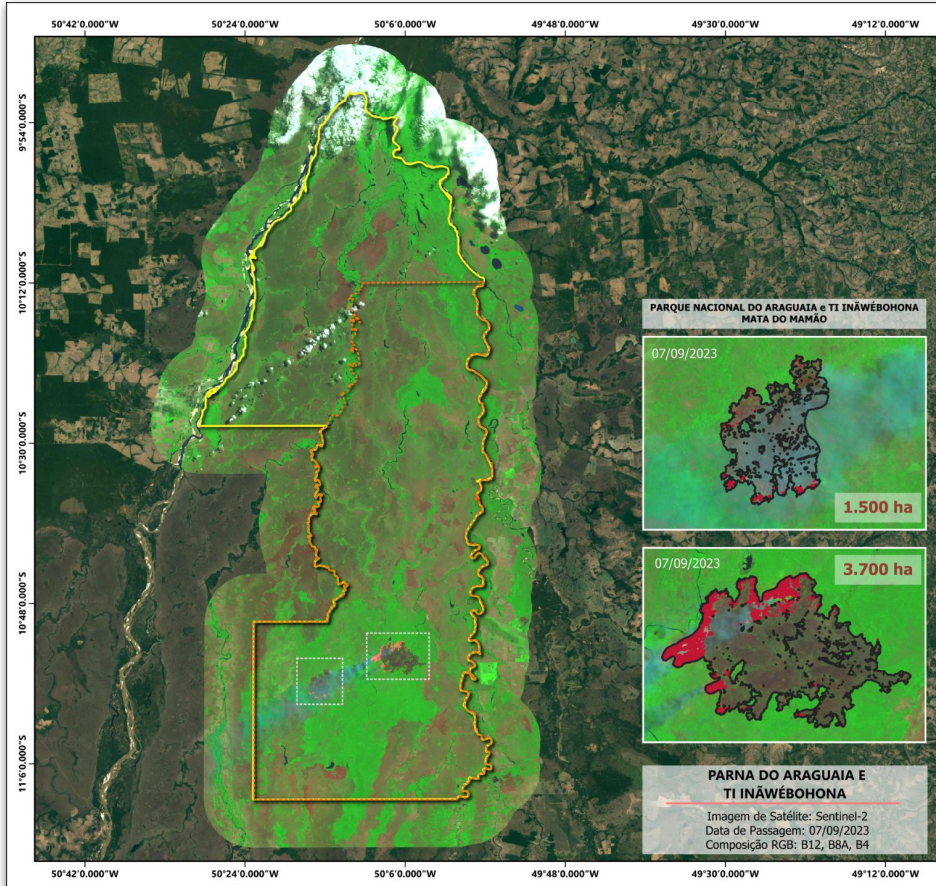 50°42'0.000"W 50°24'0.000"W 50°6'0.000"W 49°48'0.000"W 49°30'0.000"W 49°12'0.000"W
9°54'0.000"S
10°12'0.000"S
10°30'0.000"S
10°48'0.000"S
11°6'0.000"S
PARQUE NACIONAL DO ARAGUAIA e TI INÃWÉBOHONA
MATA DO MAMÃO
07/09/2023
1.500 ha
07/09/2023
3.700 ha
PARNA DO ARAGUAIA E
TI INÃWÉBOHONA
Imagem de Satélite: Sentinel-2
Data de Passagem: 07/09/2023
Composição RGB: B12, B8A, B4
50°42'0.000"W 50°24'0.000"W 50°6'0.000"W 49°48'0.000"W 49°30'0.000"W 49°12'0.000"W